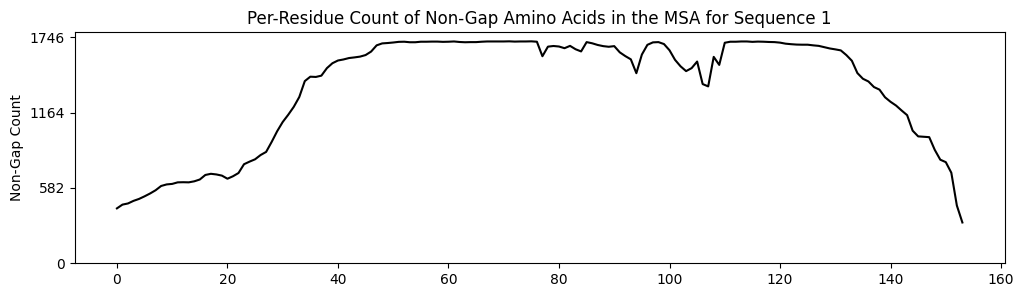 Per-Residue Count of Non-Gap Amino Acids in the MSA for Sequence 1
Non-Gap Count
1746
1164
582
0
0 20 40 60 80 100 120 140 160